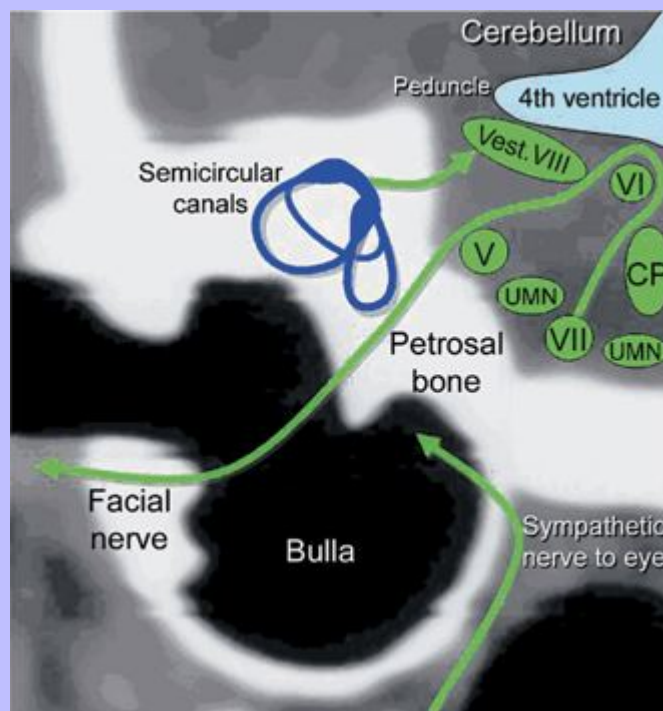 Cerebellum
Peduncle
4th ventricle
Vest.VIII
Semicircular
canals
VI
V
CP
UMN
VII
UMN
Petrosal
bone
Facial
nerve
Bulla
Sympathetic
nerve to eye